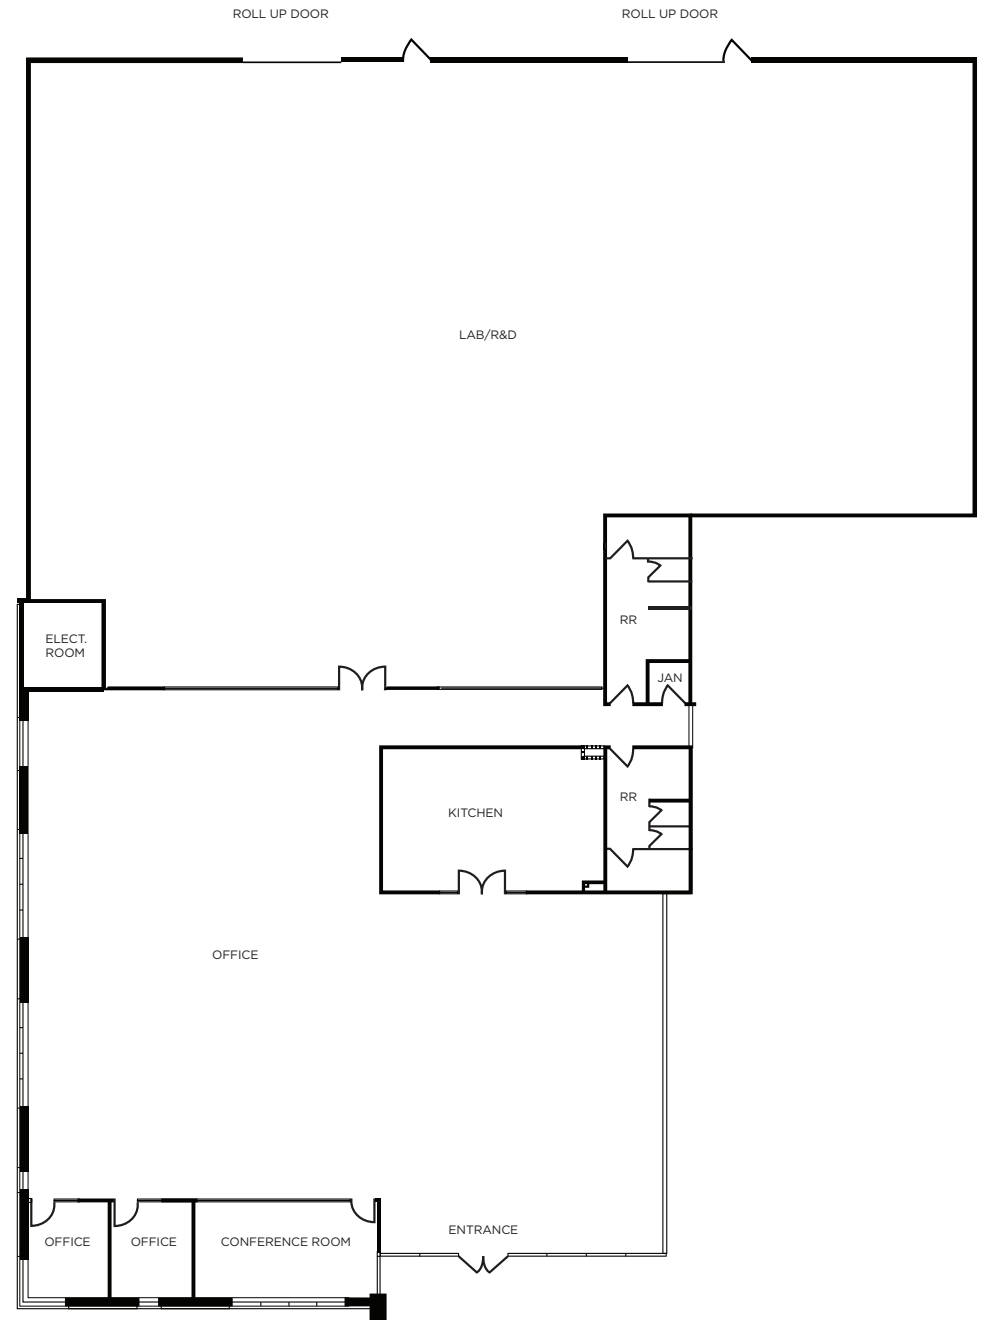 ROLL UP DOOR
ROLL UP DOOR
LAB/R&D
RR
ELECT.
ROOM
JAN
RR
KITCHEN
OFFICE
ENTRANCE
OFFICE
OFFICE
CONFERENCE ROOM